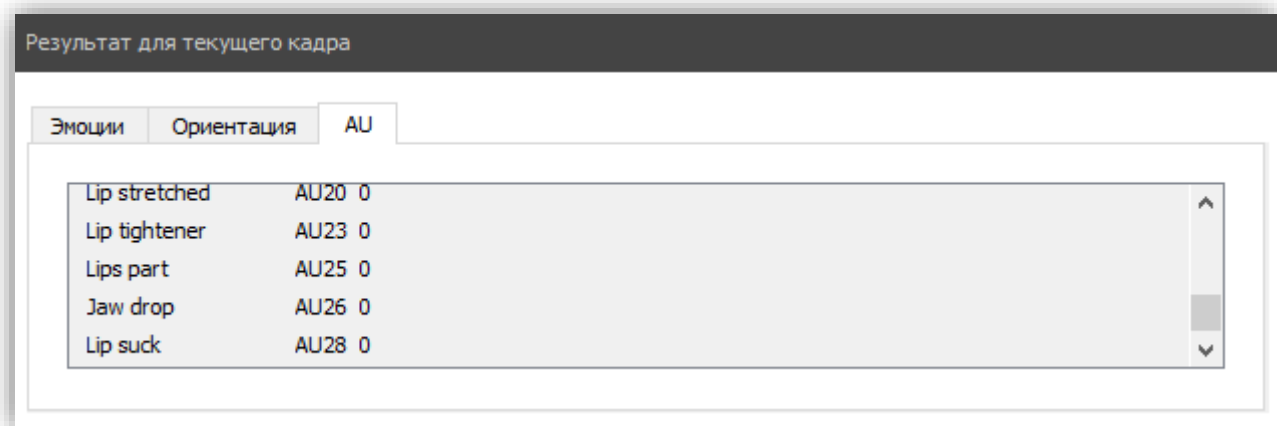 Результат для текущего кадра
Эмоции Ориентация AU
Lip stretched AU20 0
Lip tightener AU23 0
Lips part AU25 0
Jaw drop AU26 0
Lip suck AU28 0